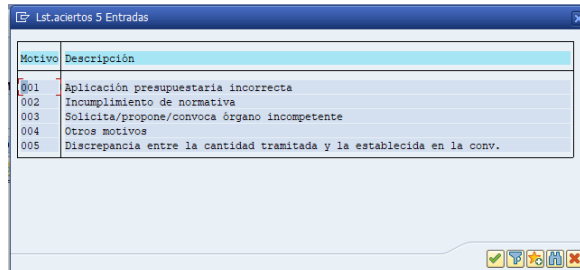 Lst.aciertos 5 Entradas
Motivo Descripción
001 Aplicación presupuestaria incorrecta
002 Incumplimiento de normativa
003 Solicita/propone/convoca órgano incompetente
004 Otros motivos
005 Discrepancia entre la cantidad tramitada y la establecida en la conv.